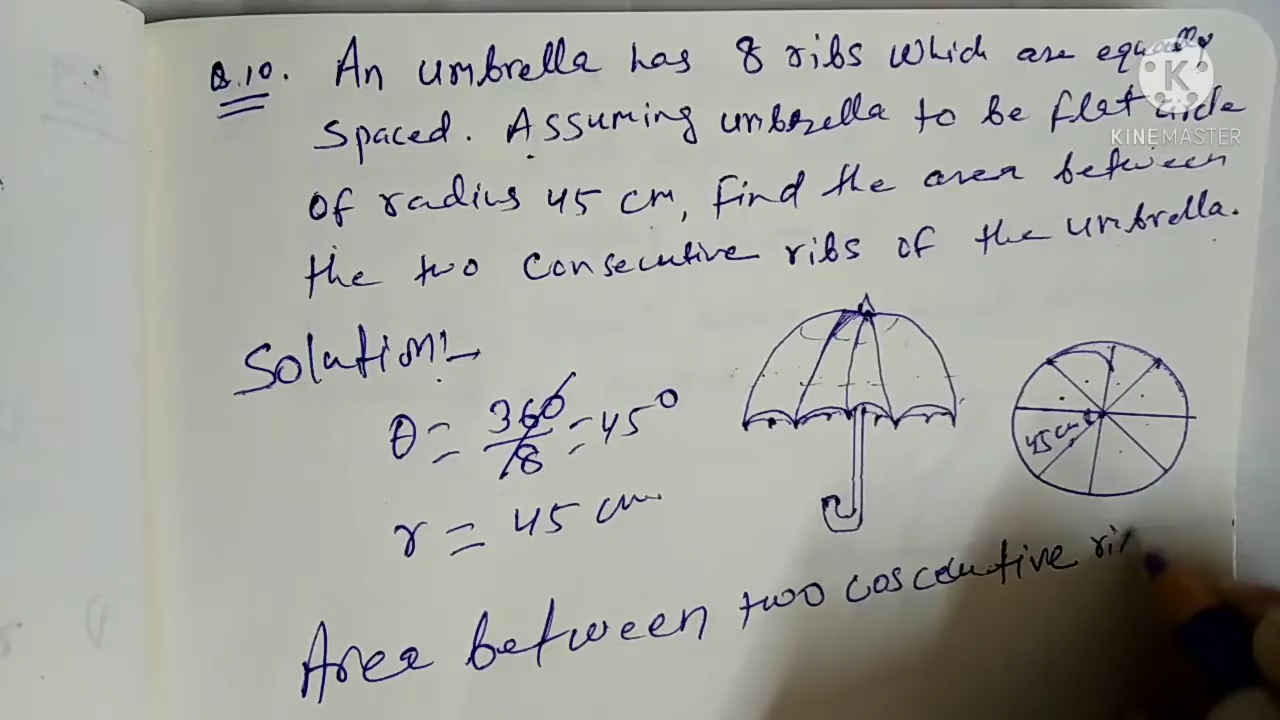 Q.10. An umbrella has 8 ribs which are equally
spaced. Assuming umbrella to be flat circle
of radius 45 cm, find the area between
the two consecutive ribs of the umbrella.
Solution:-
θ = 360/8 = 45°
r = 45 cm
45 cm
Area between two coscecutive ri
K
KINEMASTER